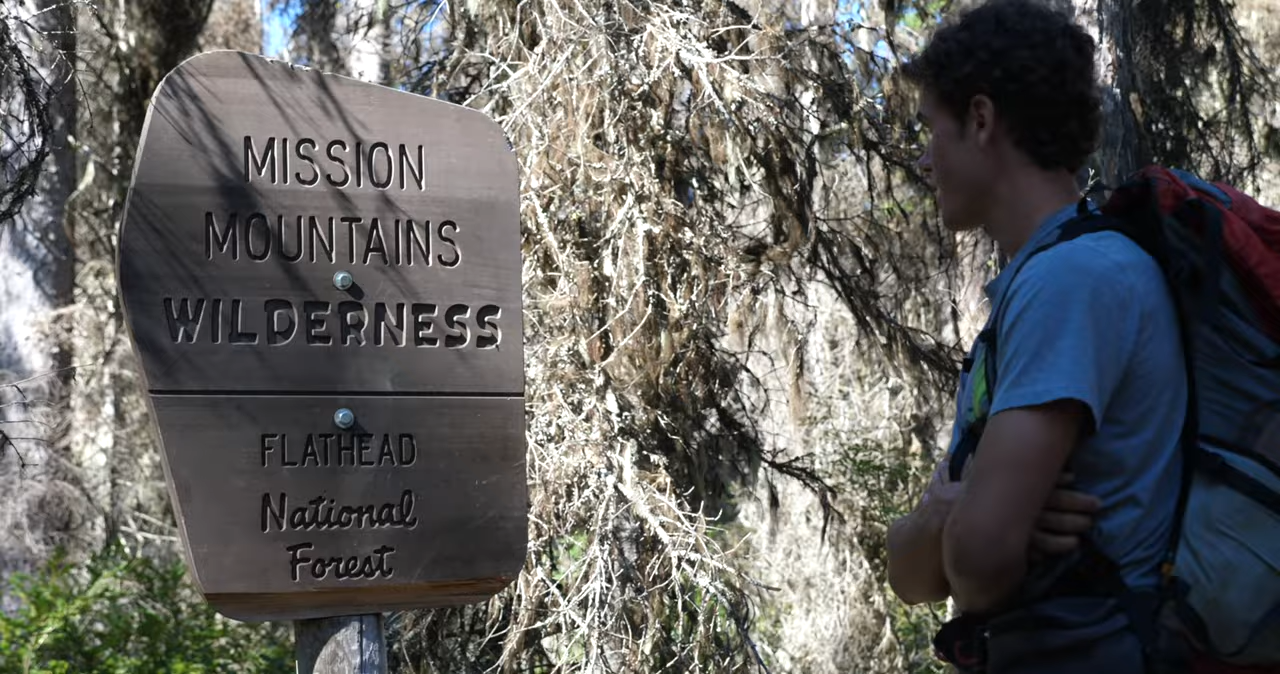 MISSION
MOUNTAINS
WILDERNESS
FLATHEAD
National
Forest